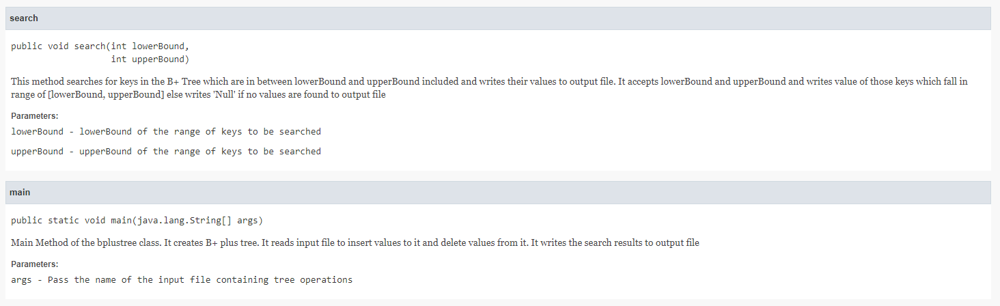 search
public void search(int lowerBound,
int upperBound)
This method searches for keys in the B+ Tree which are in between lowerBound and upperBound included and writes their values to output file. It accepts lowerBound and upperBound and writes value of those keys which fall in
range of [lowerBound, upperBound] else writes 'Null' if no values are found to output file
Parameters:
lowerBound - lowerBound of the range of keys to be searched
upperBound - upperBound of the range of keys to be searched
main
public static void main(java.lang.String[] args)
Main Method of the bplustree class. It creates B+ plus tree. It reads input file to insert values to it and delete values from it. It writes the search results to output file
Parameters:
args - Pass the name of the input file containing tree operations